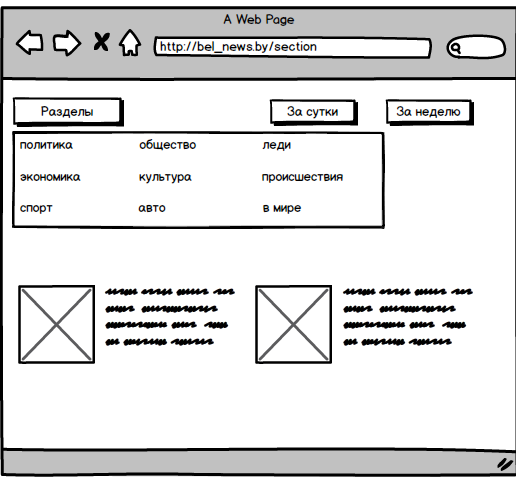 A Web Page
http://bel_news.by/section
Разделы За сутки За неделю
политика общество леди
экономика культура происшествия
спорт авто в мире